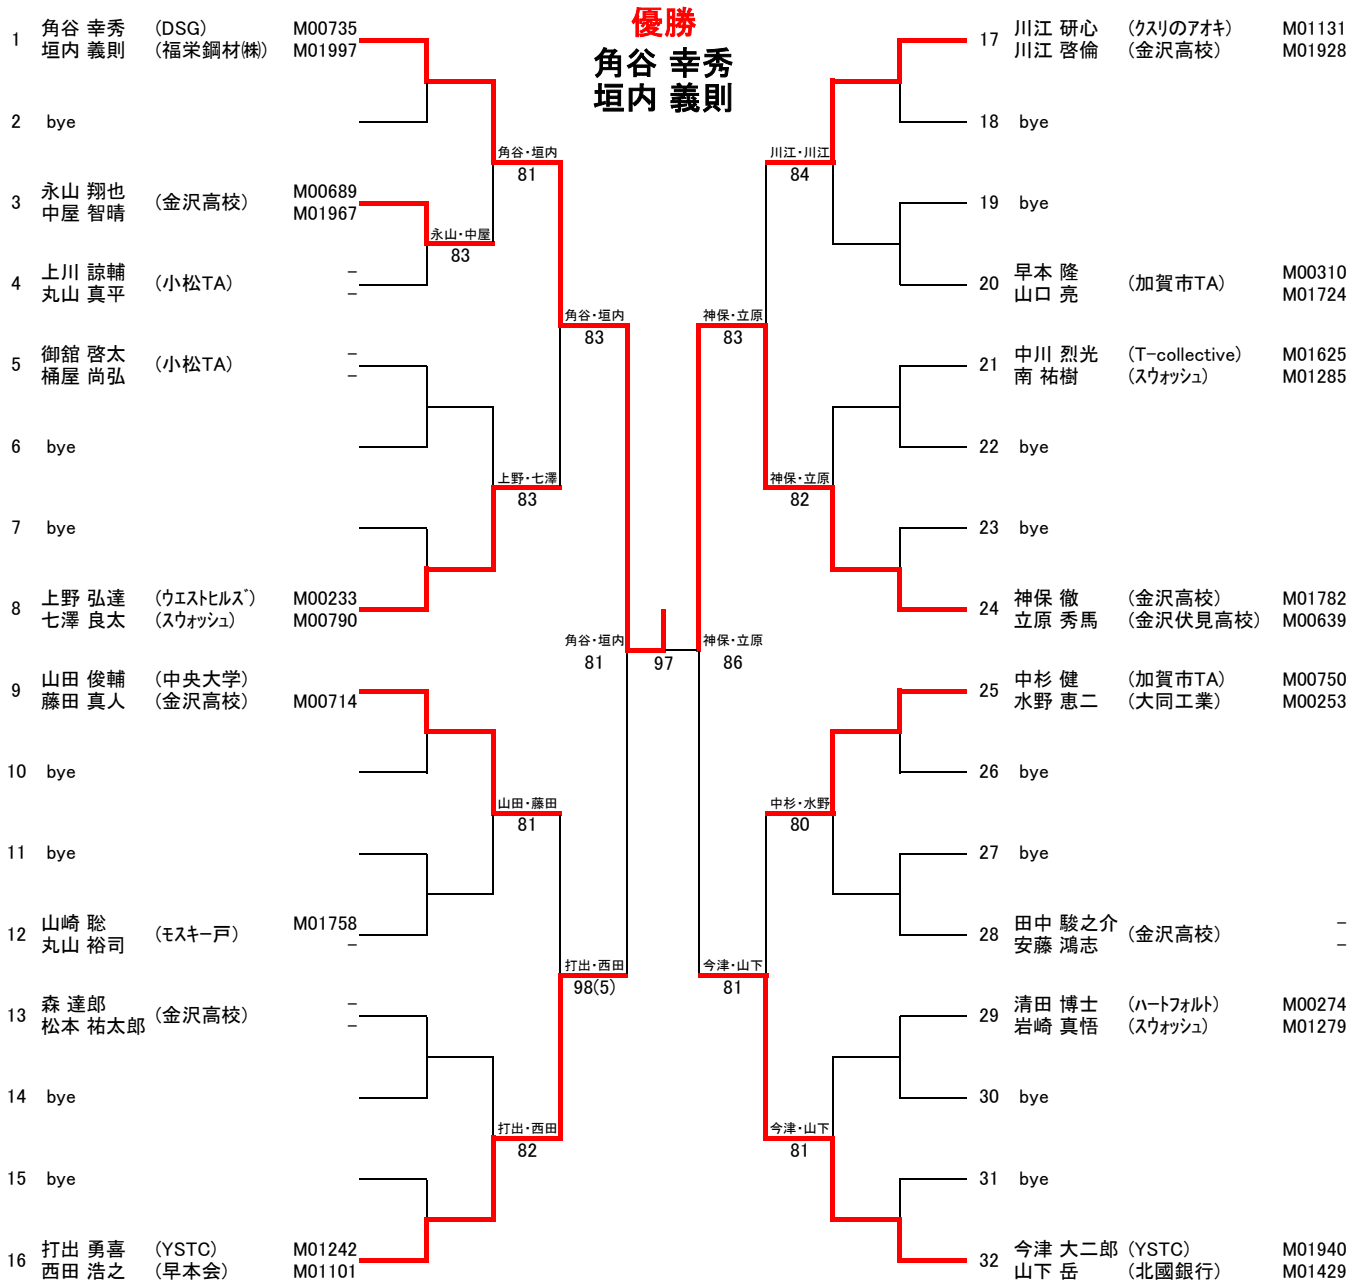 優勝
角谷 幸秀
垣内 義則
1 角谷 幸秀 (DSG) M00735
垣内 義則 (福栄鋼材㈱) M01997
2 bye
角谷・垣内
81
3 永山 翔也 (金沢高校) M00689
中屋 智晴 M01967
永山・中屋
83
4 上川 諒輔 (小松TA) -
丸山 真平 -
角谷・垣内
83
5 御舘 啓太 (小松TA) -
桶屋 尚弘 -
6 bye
上野・七澤
83
7 bye
8 上野 弘達 (ウエストヒルズ) M00233
七澤 良太 (スウォッシュ) M00790
角谷・垣内
81
97
9 山田 俊輔 (中央大学)
藤田 真人 (金沢高校) M00714
10 bye
山田・藤田
81
11 bye
12 山崎 聡 (モスキー戸) M01758
丸山 裕司 -
打出・西田
98(5)
13 森 達郎 (金沢高校) -
松本 祐太郎 -
14 bye
打出・西田
82
15 bye
16 打出 勇喜 (YSTC) M01242
西田 浩之 (早本会) M01101
17 川江 研心 (クスリのアオキ) M01131
川江 啓倫 (金沢高校) M01928
18 bye
川江・川江
84
19 bye
20 早本 隆 (加賀市TA) M00310
山口 亮 M01724
神保・立原
83
21 中川 烈光 (T-collective) M01625
南 祐樹 (スウォッシュ) M01285
22 bye
神保・立原
82
23 bye
24 神保 徹 (金沢高校) M01782
立原 秀馬 (金沢伏見高校) M00639
神保・立原
86
25 中杉 健 (加賀市TA) M00750
水野 恵二 (大同工業) M00253
26 bye
中杉・水野
80
27 bye
28 田中 駿之介 (金沢高校) -
安藤 鴻志 -
今津・山下
81
29 清田 博士 (ハートフォルト) M00274
岩崎 真悟 (スウォッシュ) M01279
30 bye
今津・山下
81
31 bye
32 今津 大二郎 (YSTC) M01940
山下 岳 (北國銀行) M01429